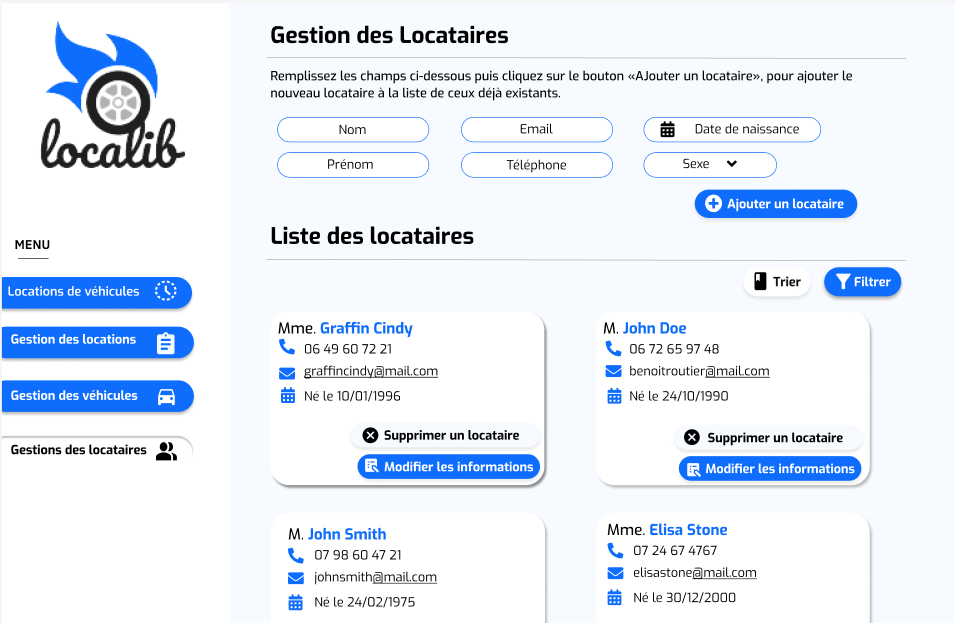 localib
MENU
Locations de véhicules
Gestion des locations
Gestion des véhicules
Gestions des locataires
Gestion des Locataires
Remplissez les champs ci-dessous puis cliquez sur le bouton «AJouter un locataire», pour ajouter le
nouveau locataire à la liste de ceux déjà existants.
Nom
Email
Date de naissance
Prénom
Téléphone
Sexe
Ajouter un locataire
Liste des locataires
Trier
Filtrer
Mme. Graffin Cindy
06 49 60 72 21
graffincindy@mail.com
Né le 10/01/1996
Supprimer un locataire
Modifier les informations
M. John Doe
06 72 65 97 48
benoitroutier@mail.com
Né le 24/10/1990
Supprimer un locataire
Modifier les informations
M. John Smith
07 98 60 47 21
johnsmith@mail.com
Né le 24/02/1975
Mme. Elisa Stone
07 24 67 4767
elisastone@mail.com
Né le 30/12/2000